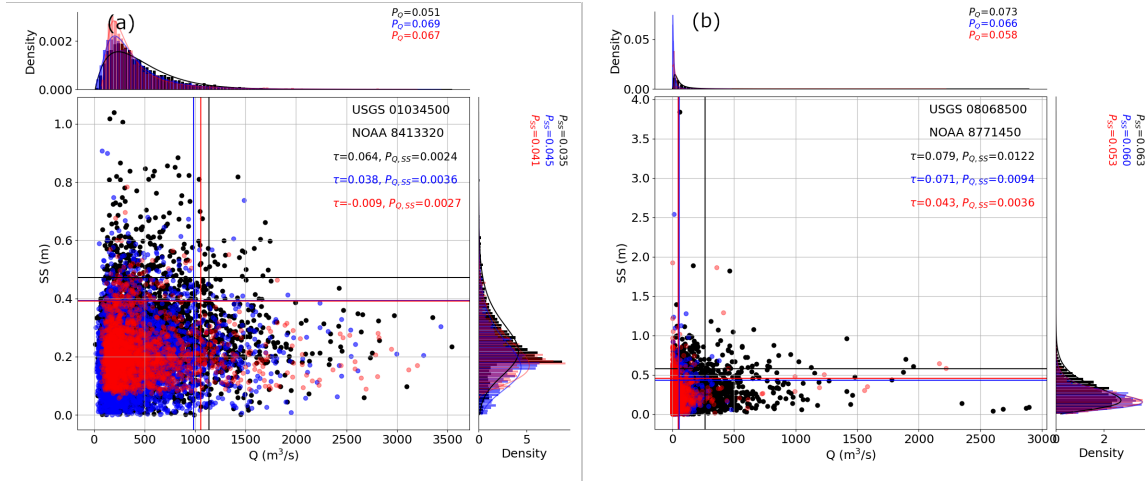 (a)
P_Q=0.051
P_Q=0.069
P_Q=0.067
Density
0.002
0.000
USGS 01034500
NOAA 8413320
τ=0.064, P_Q,SS=0.0024
τ=0.038, P_Q,SS=0.0036
τ=-0.009, P_Q,SS=0.0027
SS (m)
1.0
0.8
0.6
0.4
0.2
0.0
0 500 1000 1500 2000 2500 3000 3500
Q (m³/s)
P_SS=0.035
P_SS=0.045
P_SS=0.041
0 5
Density
(b)
P_Q=0.073
P_Q=0.066
P_Q=0.058
Density
0.05
0.00
USGS 08068500
NOAA 8771450
τ=0.079, P_Q,SS=0.0122
τ=0.071, P_Q,SS=0.0094
τ=0.043, P_Q,SS=0.0036
SS (m)
4.0
3.5
3.0
2.5
2.0
1.5
1.0
0.5
0.0
0 500 1000 1500 2000 2500 3000
Q (m³/s)
P_SS=0.063
P_SS=0.060
P_SS=0.053
0 2
Density